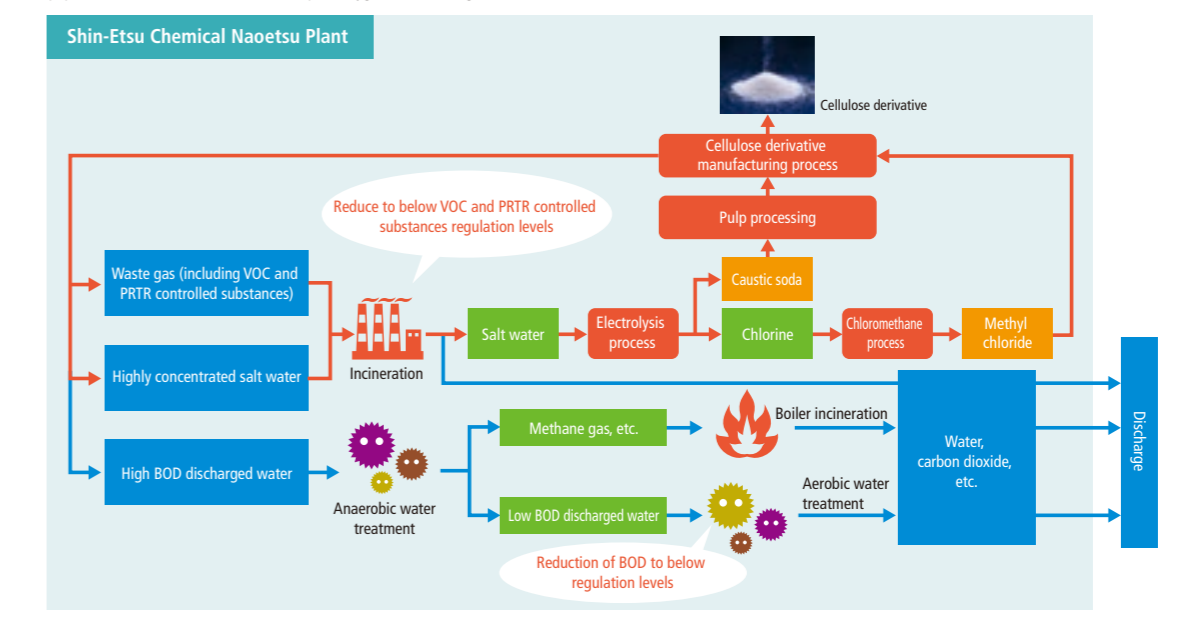 Shin-Etsu Chemical Naoetsu Plant
Cellulose derivative
Cellulose derivative
manufacturing process
Reduce to below VOC and PRTR controlled
substances regulation levels
Pulp processing
Waste gas (including VOC and
PRTR controlled substances)
Caustic soda
Salt water
Electrolysis
process
Chlorine
Chloromethane
process
Methyl
chloride
Highly concentrated salt water
Incineration
Methane gas, etc.
Boiler incineration
Water,
carbon dioxide,
etc.
Discharge
High BOD discharged water
Anaerobic water
treatment
Low BOD discharged water
Aerobic water
treatment
Reduction of BOD to below
regulation levels